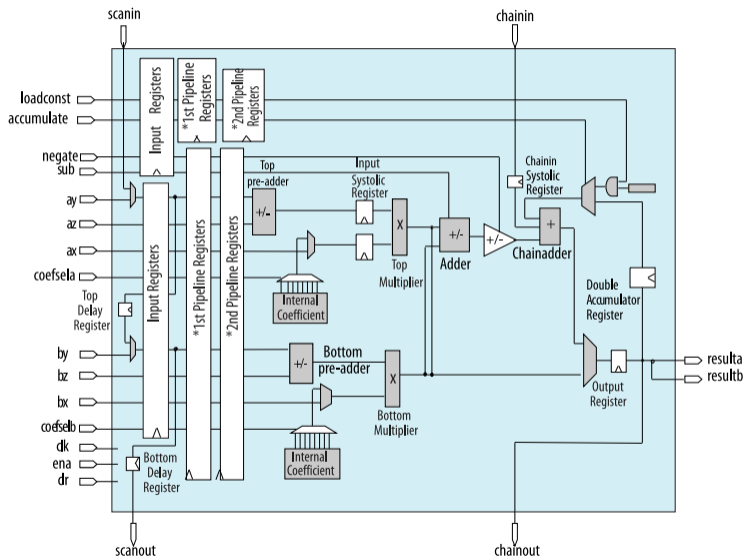 scanin
chainin
loadconst
accumulate
negate
sub
ay
az
ax
coefsela
Top
Delay
Register
by
bz
bx
coefselb
clk
ena
clr
Input Registers
*1st Pipeline
Registers
*2nd Pipeline
Registers
Input Registers
*1st Pipeline Registers
*2nd Pipeline Registers
Top
pre-adder
+/-
Input
Systolic
Register
X
Top
Multiplier
+/-
Adder
+/-
Chainin
Systolic
Register
+
Chainadder
Internal
Coefficient
Double
Accumulator
Register
+/-
Bottom
pre-adder
X
Bottom
Multiplier
Internal
Coefficient
Output
Register
resulta
resultb
Bottom
Delay
Register
scanout
chainout